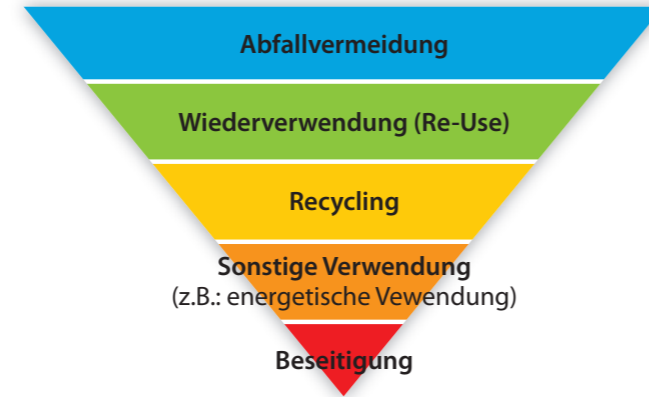 Abfallvermeidung
Wiederverwendung (Re-Use)
Recycling
Sonstige Verwendung
(z.B.: energetische Vewendung)
Beseitigung